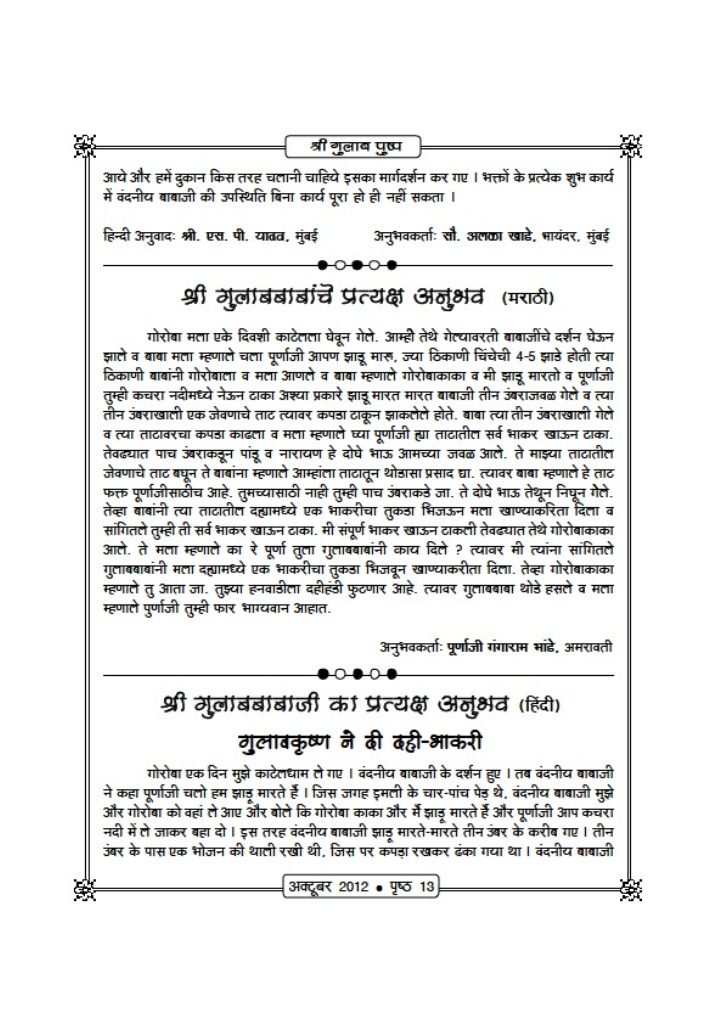 श्री गुलाब पुष्प
आये और हमें दुकान किस तरह चलानी चाहिये इसका मार्गदर्शन कर गए । भक्तों के प्रत्येक शुभ कार्य
में वंदनीय बाबाजी की उपस्थिति बिना कार्य पूरा हो ही नहीं सकता ।
हिन्दी अनुवादः श्री. एस. पी. यादव, मुंबई अनुभवकर्ताः सौ. अलका खाडे, भायंदर, मुंबई
श्री गुलाबबाबांचे प्रत्यक्ष अनुभव (मराठी)
गोरोबा मला एके दिवशी काटेलला घेवून गेले. आम्ही तेथे गेल्यावरती बाबाजींचे दर्शन घेऊन
झाले व बाबा मला म्हणाले चला पूर्णाजी आपण झाडू मारू, ज्या ठिकाणी चिंचेची 4-5 झाडे होती त्या
ठिकाणी बाबांनी गोरोबाला व मला आणले व बाबा म्हणाले गोरोबाकाका व मी झाडू मारतो व पूर्णाजी
तुम्ही कचरा नदीमध्ये नेऊन टाका अश्या प्रकारे झाडू मारत मारत बाबाजी तीन उंबराजवळ गेले व त्या
तीन उंबराखाली एक जेवणाचे ताट त्यावर कपडा टाकून झाकलेले होते. बाबा त्या तीन उंबराखाली गेले
व त्या ताटावरचा कपडा काढला व मला म्हणाले घ्या पूर्णाजी ह्या ताटातील सर्व भाकर खाऊन टाका.
तेवढ्यात पाच उंबराकडून पांडू व नारायण हे दोघे भाऊ आमच्या जवळ आले. ते माझ्या ताटातील
जेवणाचे ताट बघून ते बाबांना म्हणाले आम्हांला ताटातून थोडासा प्रसाद द्या. त्यावर बाबा म्हणाले हे ताट
फक्त पूर्णाजीसाठीच आहे. तुमच्यासाठी नाही तुम्ही पाच उंबराकडे जा. ते दोघे भाऊ तेथून निघून गेले.
तेव्हा बाबांनी त्या ताटातील दह्यामध्ये एक भाकरीचा तुकडा भिजऊन मला खाण्याकरिता दिला व
सांगितले तुम्ही ती सर्व भाकर खाऊन टाका. मी संपूर्ण भाकर खाऊन टाकली तेवढ्यात तेथे गोरोबाकाका
आले. ते मला म्हणाले का रे पूर्णा तुला गुलाबबाबांनी काय दिले ? त्यावर मी त्यांना सांगितले
गुलाबबाबांनी मला दह्यामध्ये एक भाकरीचा तुकडा भिजवून खाण्याकरीता दिला. तेव्हा गोरोबाकाका
म्हणाले तु आता जा. तुझ्या हनवाडीला दहीहंडी फुटणार आहे. त्यावर गुलाबबाबा थोडे हसले व मला
म्हणाले पुर्णाजी तुम्ही फार भाग्यवान आहात.
अनुभवकर्ताः पूर्णाजी गंगाराम भांडे, अमरावती
श्री गुलाबबाबाजी का प्रत्यक्ष अनुभव (हिंदी)
गुलाबकृष्ण ने दी दही-भाकरी
गोरोबा एक दिन मुझे काटेलधाम ले गए । वंदनीय बाबाजी के दर्शन हुए । तब वंदनीय बाबाजी
ने कहा पूर्णाजी चलो हम झाडू मारते हैं । जिस जगह इमली के चार-पांच पेड़ थे, वंदनीय बाबाजी मुझे
और गोरोबा को वहां ले आए और बोले कि गोरोबा काका और मैं झाडू मारते हैं और पूर्णाजी आप कचरा
नदी में ले जाकर बहा दो । इस तरह वंदनीय बाबाजी झाडू मारते-मारते तीन उंबर के करीब गए । तीन
उंबर के पास एक भोजन की थाली रखी थी, जिस पर कपड़ा रखकर ढंका गया था । वंदनीय बाबाजी
अक्टूबर 2012 ● पृष्ठ 13